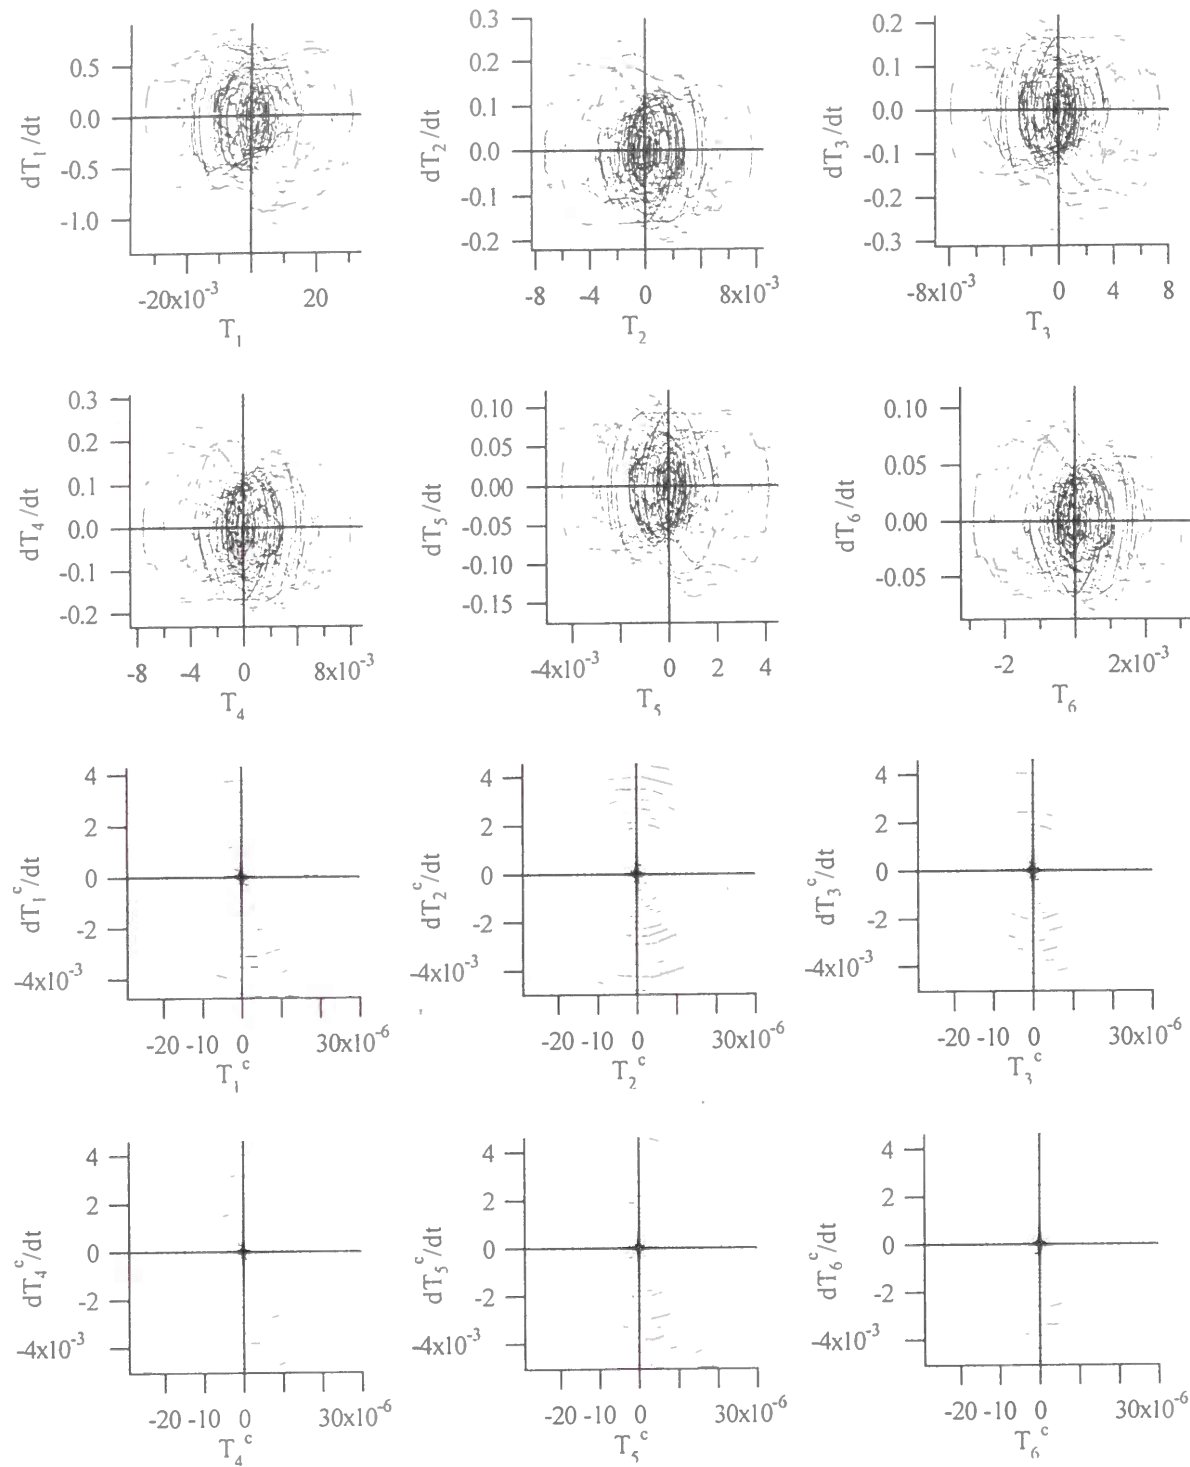 0.5
0.0
-0.5
-1.0
dT1/dt
-20x10-3 20
T1
0.3
0.2
0.1
0.0
-0.1
-0.2
dT2/dt
-8 -4 0 8x10-3
T2
0.2
0.1
0.0
-0.1
-0.2
-0.3
dT3/dt
-8x10-3 0 4 8
T3
0.3
0.2
0.1
0.0
-0.1
-0.2
dT4/dt
-8 -4 0 8x10-3
T4
0.10
0.05
0.00
-0.05
-0.10
-0.15
dT5/dt
-4x10-3 0 2 4
T5
0.10
0.05
0.00
-0.05
dT6/dt
-2 2x10-3
T6
4
2
0
-2
-4x10-3
dT1c/dt
-20 -10 0 30x10-6
T1c
4
2
0
-2
-4x10-3
dT2c/dt
-20 -10 0 30x10-6
T2c
4
2
0
-2
-4x10-3
dT3c/dt
-20 -10 0 30x10-6
T3c
4
2
0
-2
-4x10-3
dT4c/dt
-20 -10 0 30x10-6
T4c
4
2
0
-2
-4x10-3
dT5c/dt
-20 -10 0 30x10-6
T5c
4
2
0
-2
-4x10-3
dT6c/dt
-20 -10 0 30x10-6
T6c